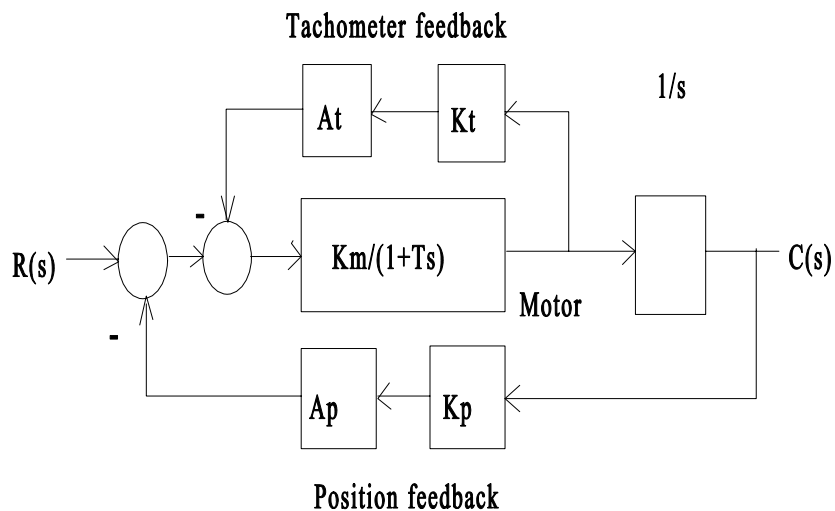 Tachometer feedback
1/s
At
Kt
-
R(s)
Km/(1+Ts)
C(s)
Motor
-
Ap
Kp
Position feedback